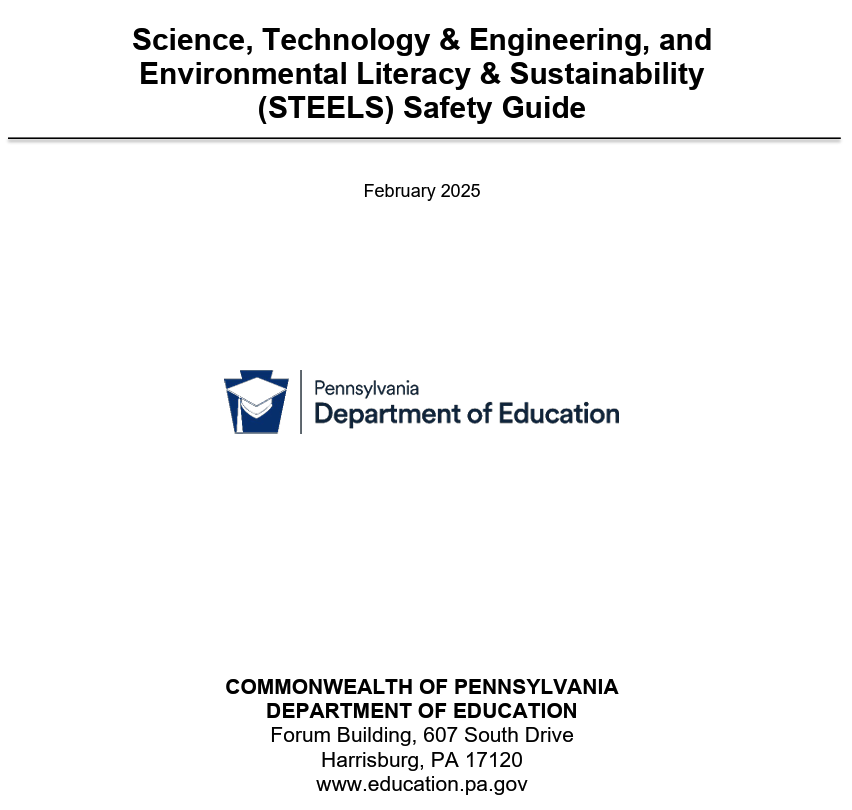 Science, Technology & Engineering, and
Environmental Literacy & Sustainability
(STEELS) Safety Guide
February 2025
Pennsylvania
Department of Education
COMMONWEALTH OF PENNSYLVANIA
DEPARTMENT OF EDUCATION
Forum Building, 607 South Drive
Harrisburg, PA 17120
www.education.pa.gov